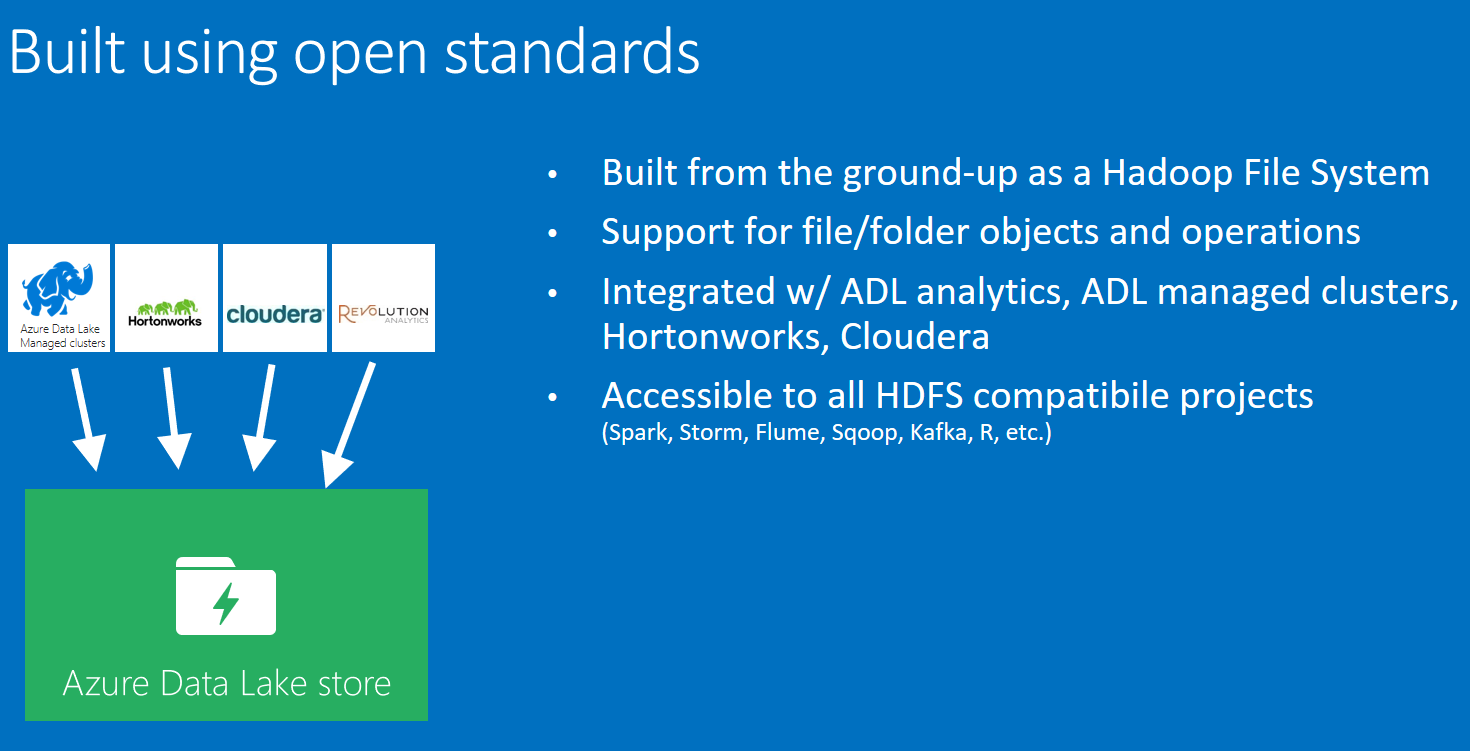 Built using open standards
Azure Data Lake
Managed clusters
Hortonworks
cloudera
REVOLUTION
ANALYTICS
Azure Data Lake store
• Built from the ground-up as a Hadoop File System
• Support for file/folder objects and operations
• Integrated w/ ADL analytics, ADL managed clusters,
Hortonworks, Cloudera
• Accessible to all HDFS compatibile projects
(Spark, Storm, Flume, Sqoop, Kafka, R, etc.)